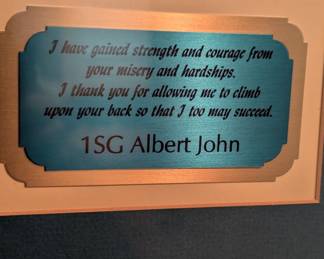 I have gained strength and courage from
your misery and hardships.
I thank you for allowing me to climb
upon your back so that I too may succeed.
1SG Albert John